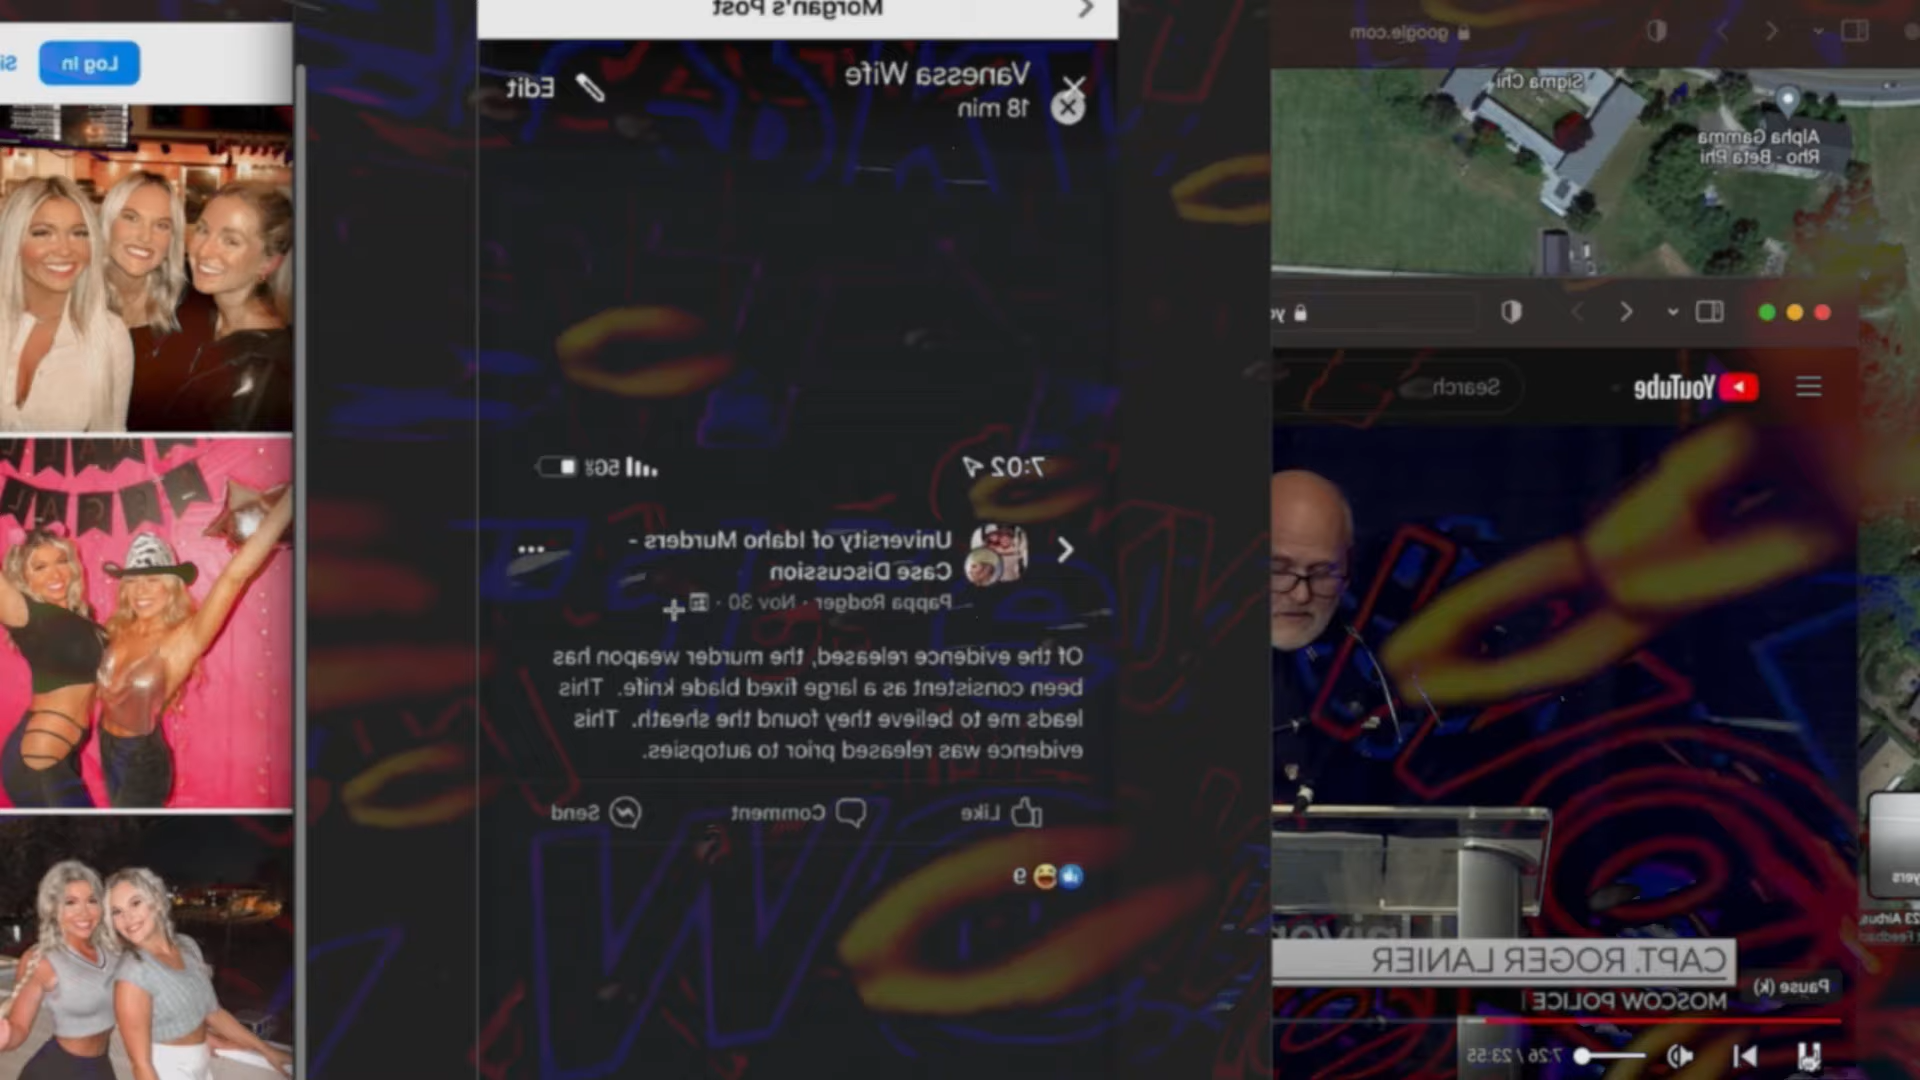 Log In
Morgan's Post
Vanessa Wife
18 min
Edit
7:02
5G
University of Idaho Murders -
Case Discussion
Pappa Rodger · Nov 30 ·
Of the evidence released, the murder weapon has
been consistent as a large fixed blade knife. This
leads me to believe they found the sheath. This
evidence was released prior to autopsies.
Like
Comment
Send
9
google.com
Sigma Chi
Alpha Gamma
Rho - Beta Phi
YouTube
Search
CAPT. ROGER LANIER
MOSCOW POLICE
Pause (k)
7:26 / 23:55